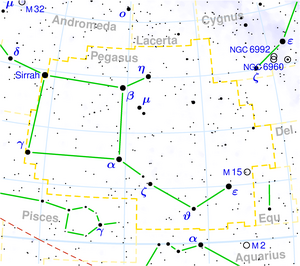 μ
M 32
ο
Andromeda
Cygnus
Lacerta
ε
δ
NGC 6992
Pegasus
NGC 6960
Sirrah
η
ζ
β
μ
Del
γ
α
M 15
ζ
ε
Pisces
ϑ
Equ
γ
α
M 2
Aquarius